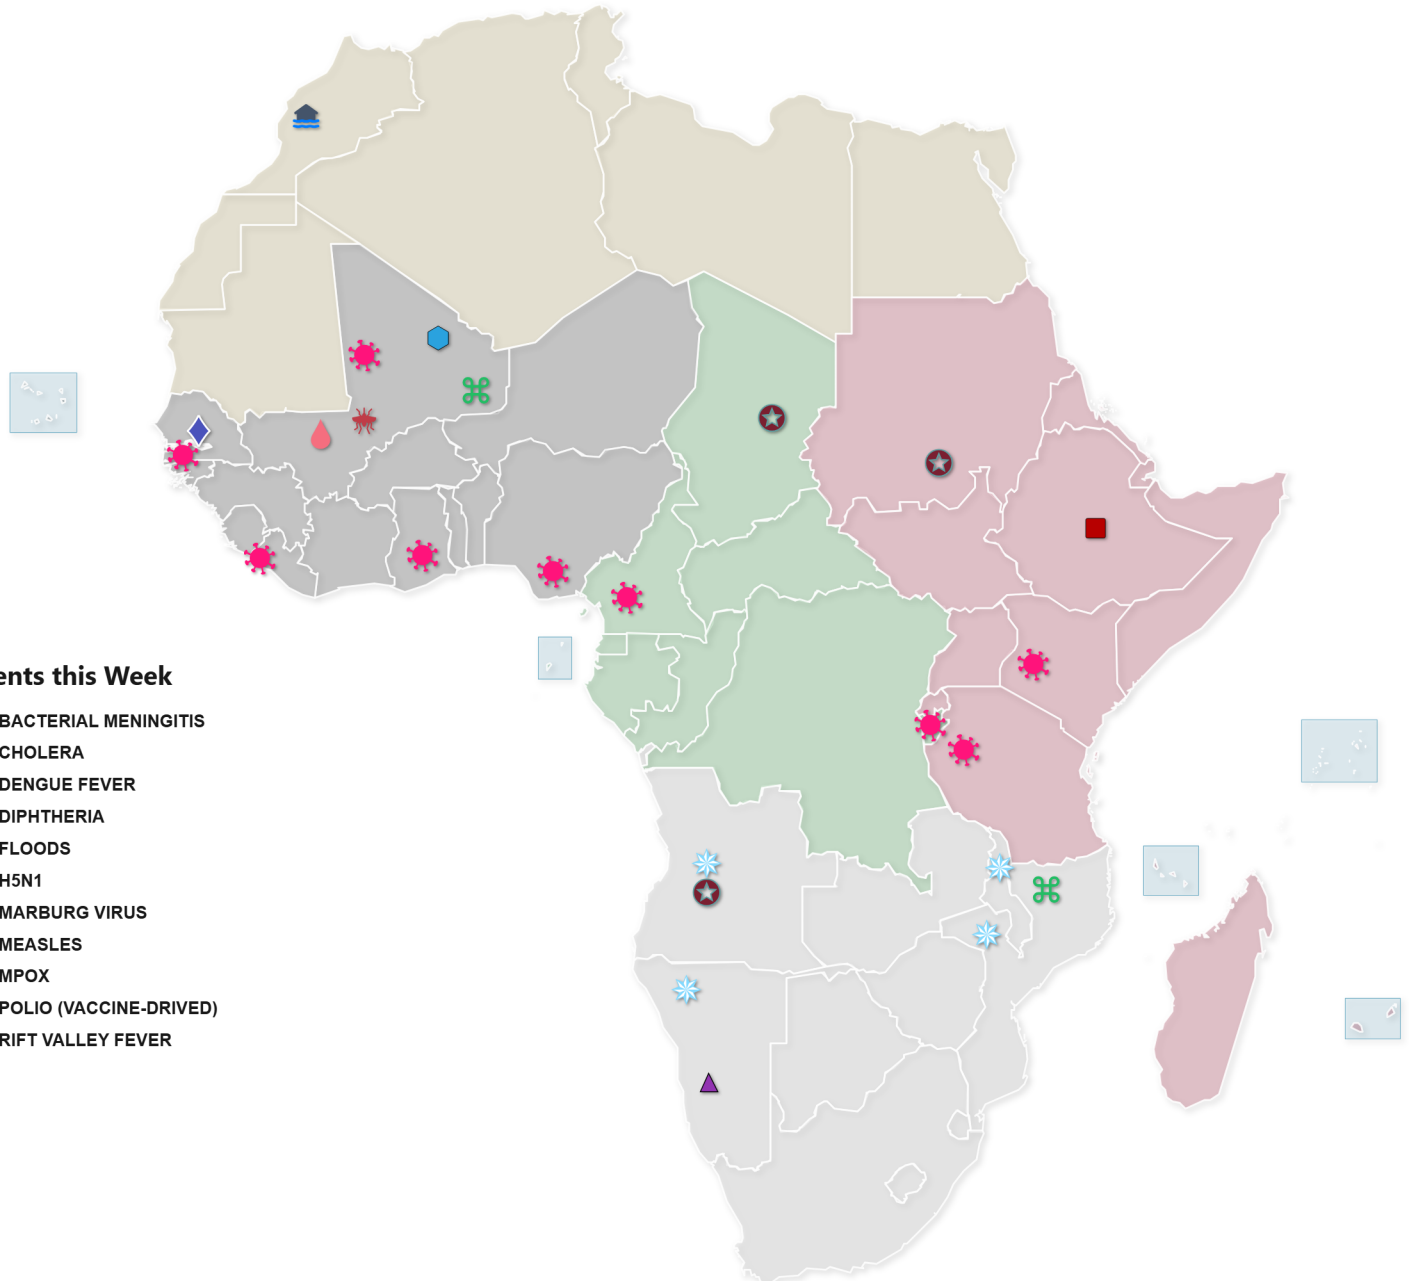 ents this Week
BACTERIAL MENINGITIS
CHOLERA
DENGUE FEVER
DIPHTHERIA
FLOODS
H5N1
MARBURG VIRUS
MEASLES
MPOX
POLIO (VACCINE-DRIVED)
RIFT VALLEY FEVER